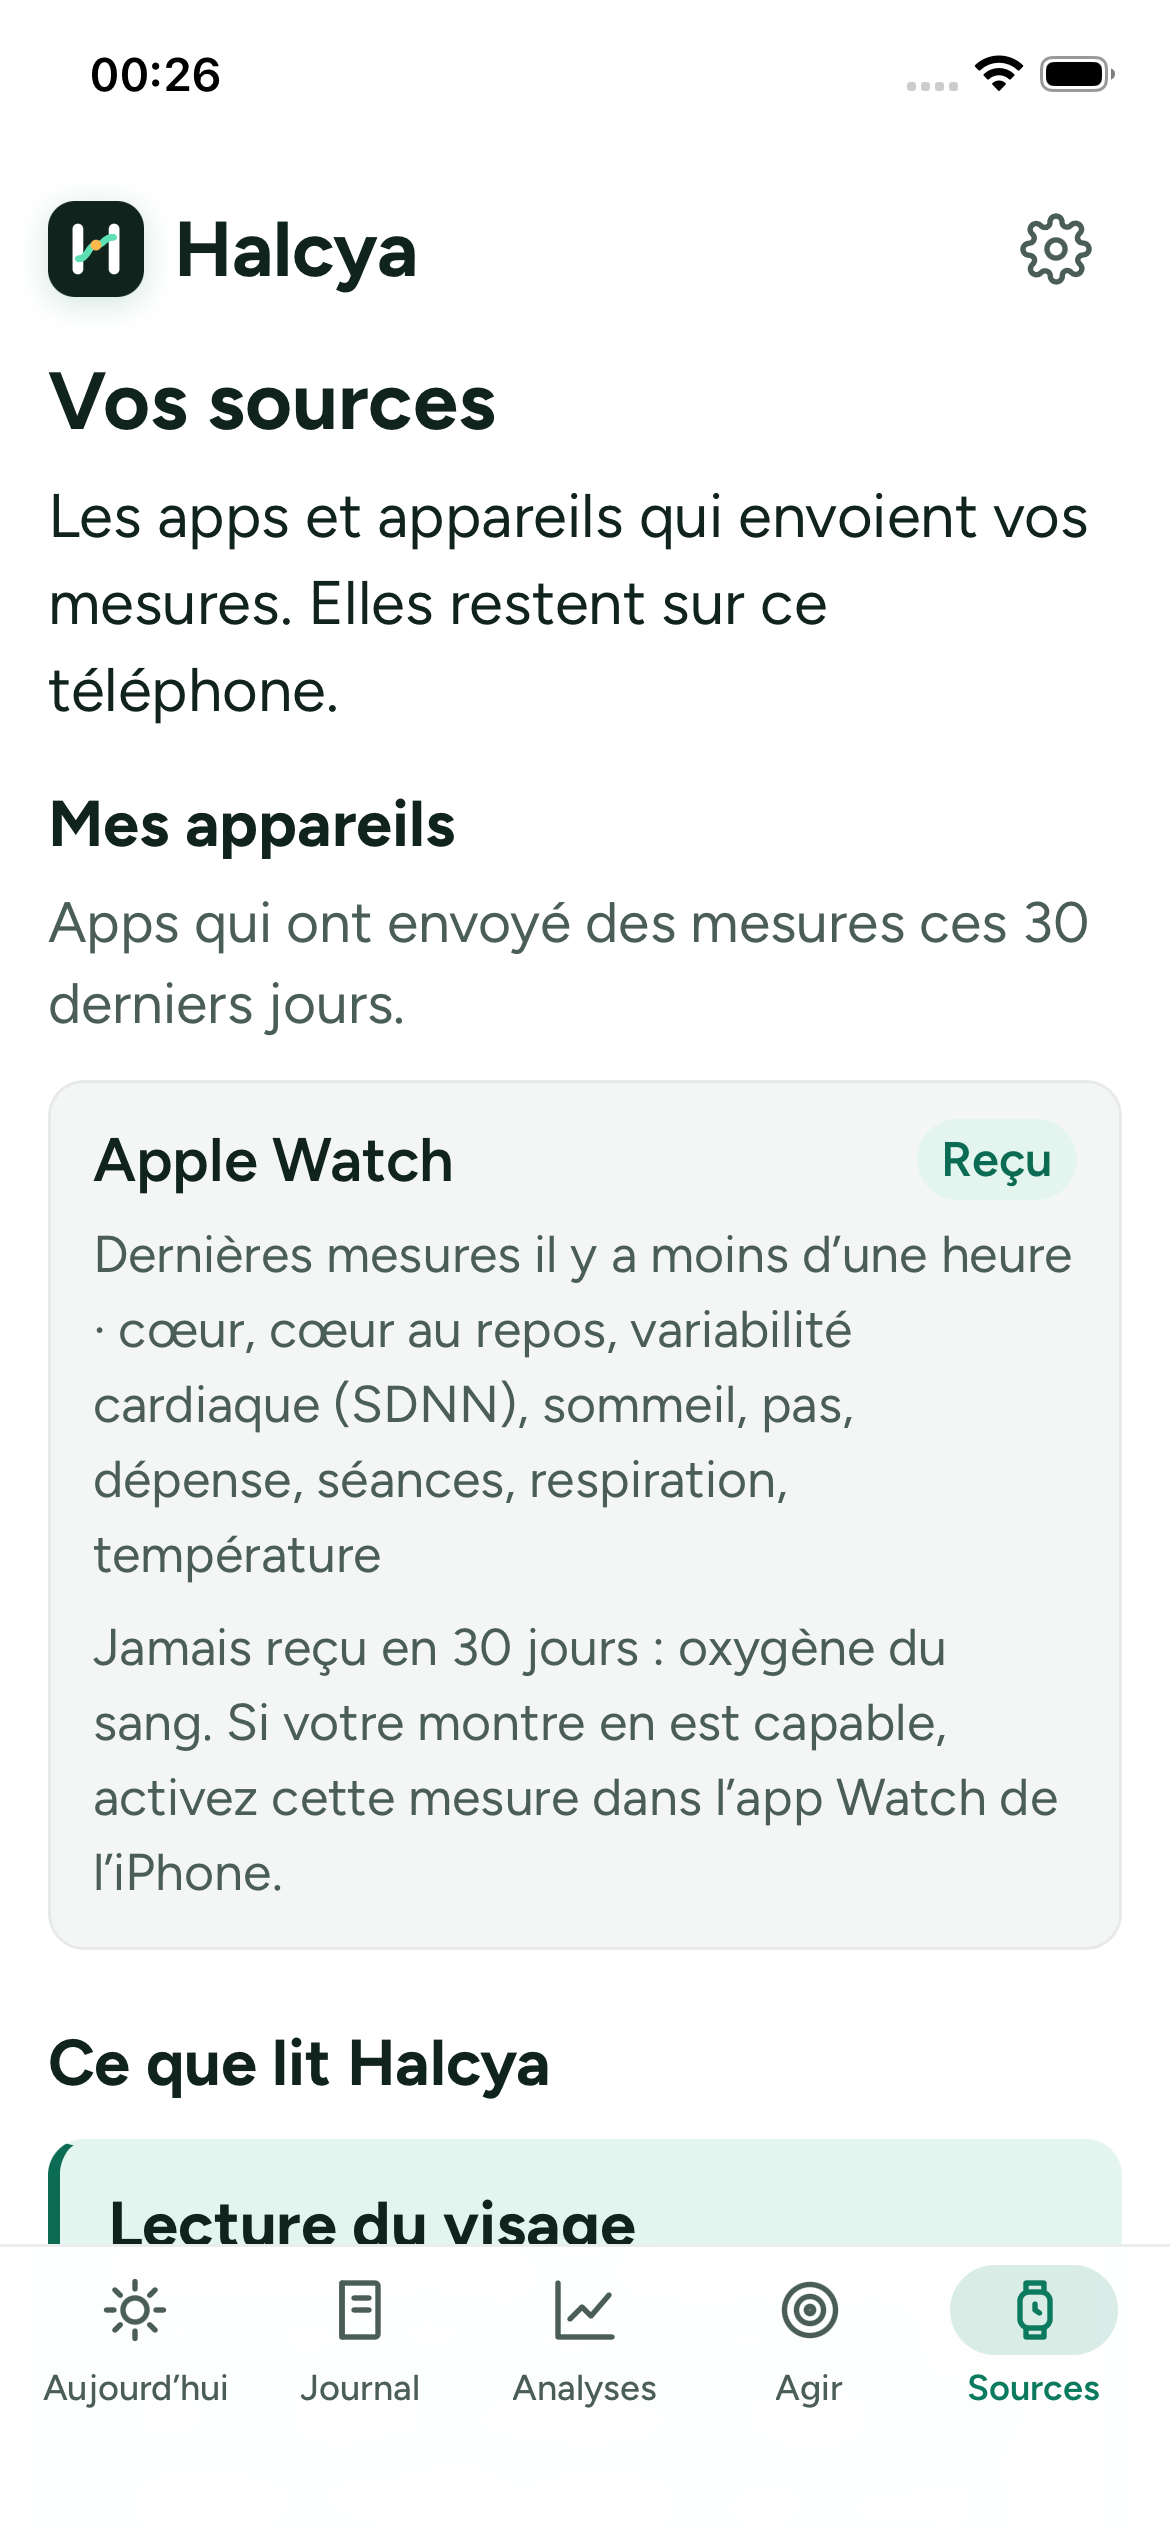 00:26
Halcya
Vos sources
Les apps et appareils qui envoient vos
mesures. Elles restent sur ce
téléphone.
Mes appareils
Apps qui ont envoyé des mesures ces 30
derniers jours.
Apple Watch
Reçu
Dernières mesures il y a moins d’une heure
· cœur, cœur au repos, variabilité
cardiaque (SDNN), sommeil, pas,
dépense, séances, respiration,
température
Jamais reçu en 30 jours : oxygène du
sang. Si votre montre en est capable,
activez cette mesure dans l’app Watch de
l’iPhone.
Ce que lit Halcya
Lecture du visage
Aujourd’hui
Journal
Analyses
Agir
Sources